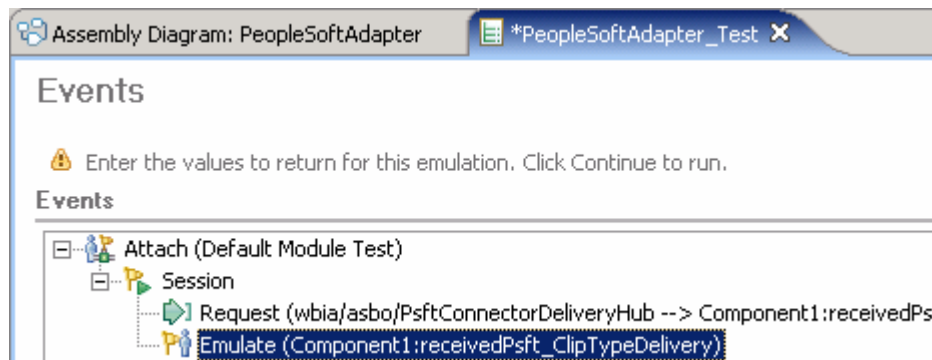 Assembly Diagram: PeopleSoftAdapter *PeopleSoftAdapter_Test
Events
Enter the values to return for this emulation. Click Continue to run.
Events
Attach (Default Module Test)
Session
Request (wbia/asbo/PsftConnectorDeliveryHub --> Component1:receivedPs
Emulate (Component1:receivedPsft_ClipTypeDelivery)